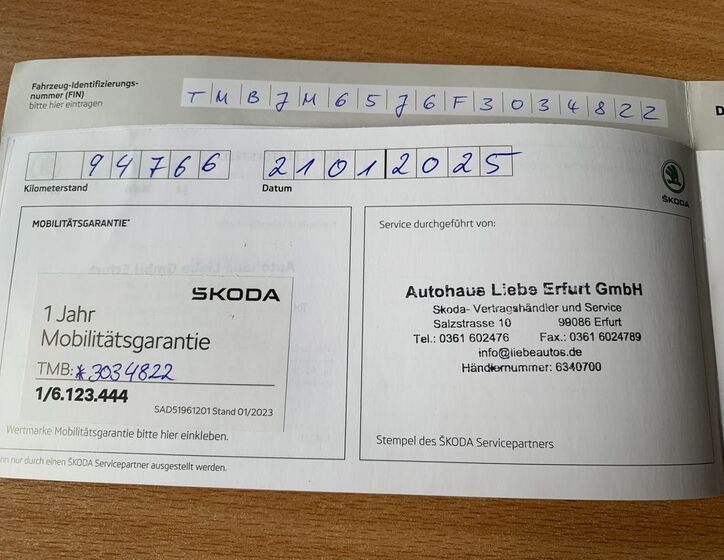 Fahrzeug-Identifizierungs-
nummer (FIN)
bitte hier eintragen
TMBJM6576F3034822
94766
Kilometerstand
21012025
Datum
ŠKODA
MOBILITÄTSGARANTIE*
ŠKODA
1 Jahr
Mobilitätsgarantie
TMB: *3034822
1/6.123.444
SAD51961201 Stand 01/2023
Wertmarke Mobilitätsgarantie bitte hier einkleben.
nn nur durch einen ŠKODA Servicepartner ausgestellt werden.
Service durchgeführt von:
Autohaus Liebe Erfurt GmbH
Skoda- Vertragshändler und Service
Salzstrasse 10 99086 Erfurt
Tel.: 0361 602476 Fax.: 0361 6024789
info@liebeautos.de
Händlernummer: 6340700
Stempel des ŠKODA Servicepartners
D